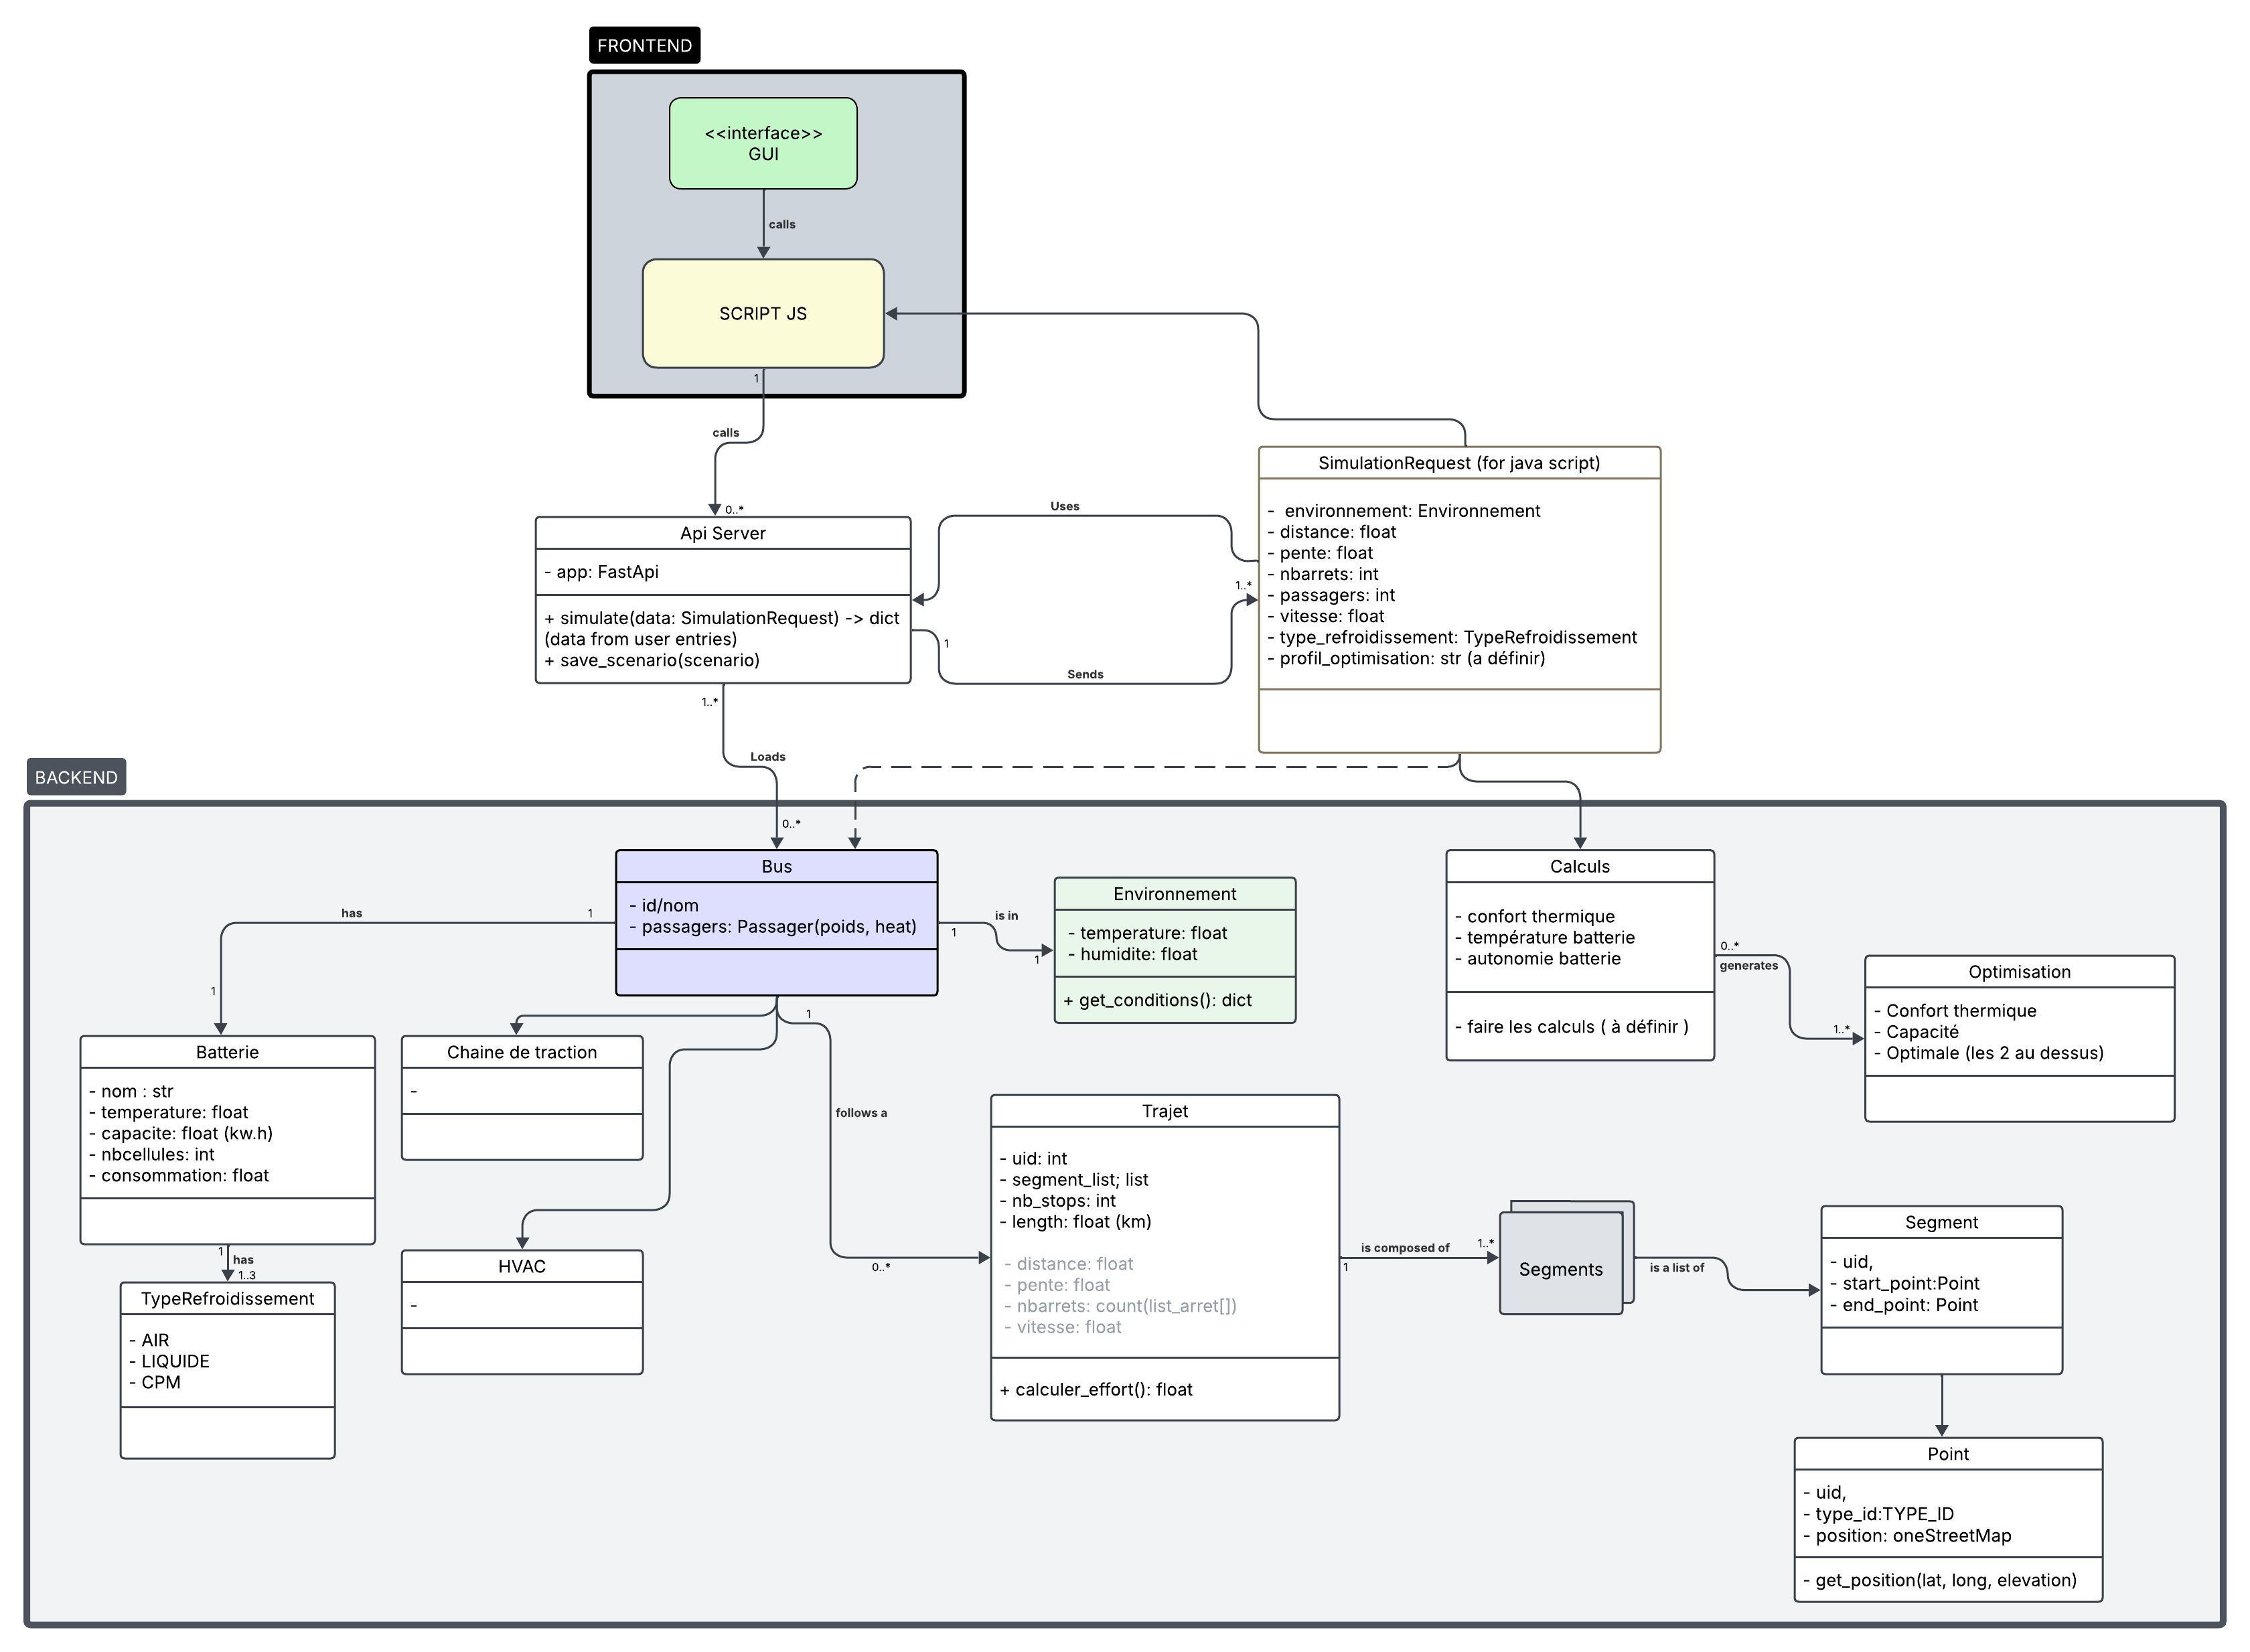 FRONTEND
<<interface>>
GUI
calls
SCRIPT JS
1
calls
0..*
Api Server
- app: FastApi
+ simulate(data: SimulationRequest) -> dict
(data from user entries)
+ save_scenario(scenario)
Uses
1..*
1
Sends
SimulationRequest (for java script)
-  environnement: Environnement
- distance: float
- pente: float
- nbarrets: int
- passagers: int
- vitesse: float
- type_refroidissement: TypeRefroidissement
- profil_optimisation: str (a définir)
1..*
Loads
0..*
BACKEND
Bus
- id/nom
- passagers: Passager(poids, heat)
has
1
1
is in
1
1
Environnement
- temperature: float
- humidite: float
+ get_conditions(): dict
Calculs
- confort thermique
- température batterie
- autonomie batterie
- faire les calculs ( à définir )
0..*
generates
1..*
Optimisation
- Confort thermique
- Capacité
- Optimale (les 2 au dessus)
Batterie
- nom : str
- temperature: float
- capacite: float (kw.h)
- nbcellules: int
- consommation: float
1
has
1..3
TypeRefroidissement
- AIR
- LIQUIDE
- CPM
Chaine de traction
-
HVAC
-
1
follows a
0..*
Trajet
- uid: int
- segment_list; list
- nb_stops: int
- length: float (km)
- distance: float
- pente: float
- nbarrets: count(list_arret[])
- vitesse: float
+ calculer_effort(): float
is composed of
1
1..*
Segments
is a list of
Segment
- uid,
- start_point:Point
- end_point: Point
Point
- uid,
- type_id:TYPE_ID
- position: oneStreetMap
- get_position(lat, long, elevation)